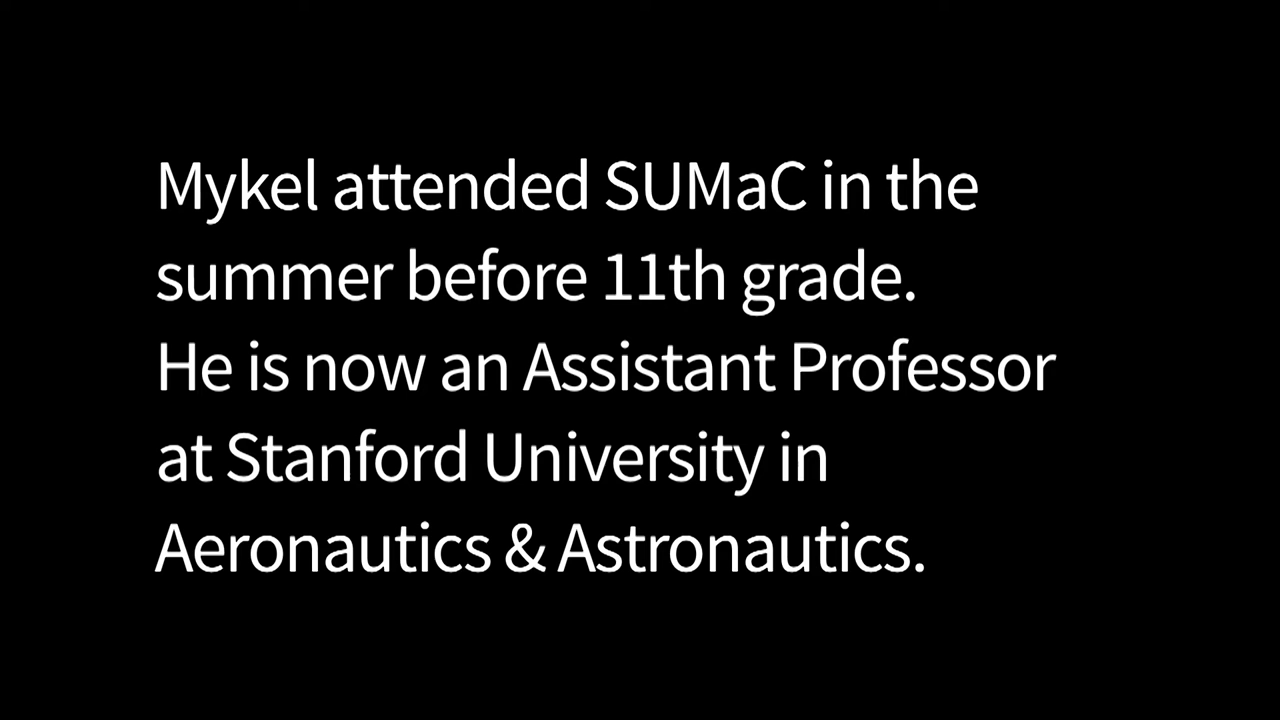 Mykel attended SUMaC in the
summer before 11th grade.
He is now an Assistant Professor
at Stanford University in
Aeronautics & Astronautics.